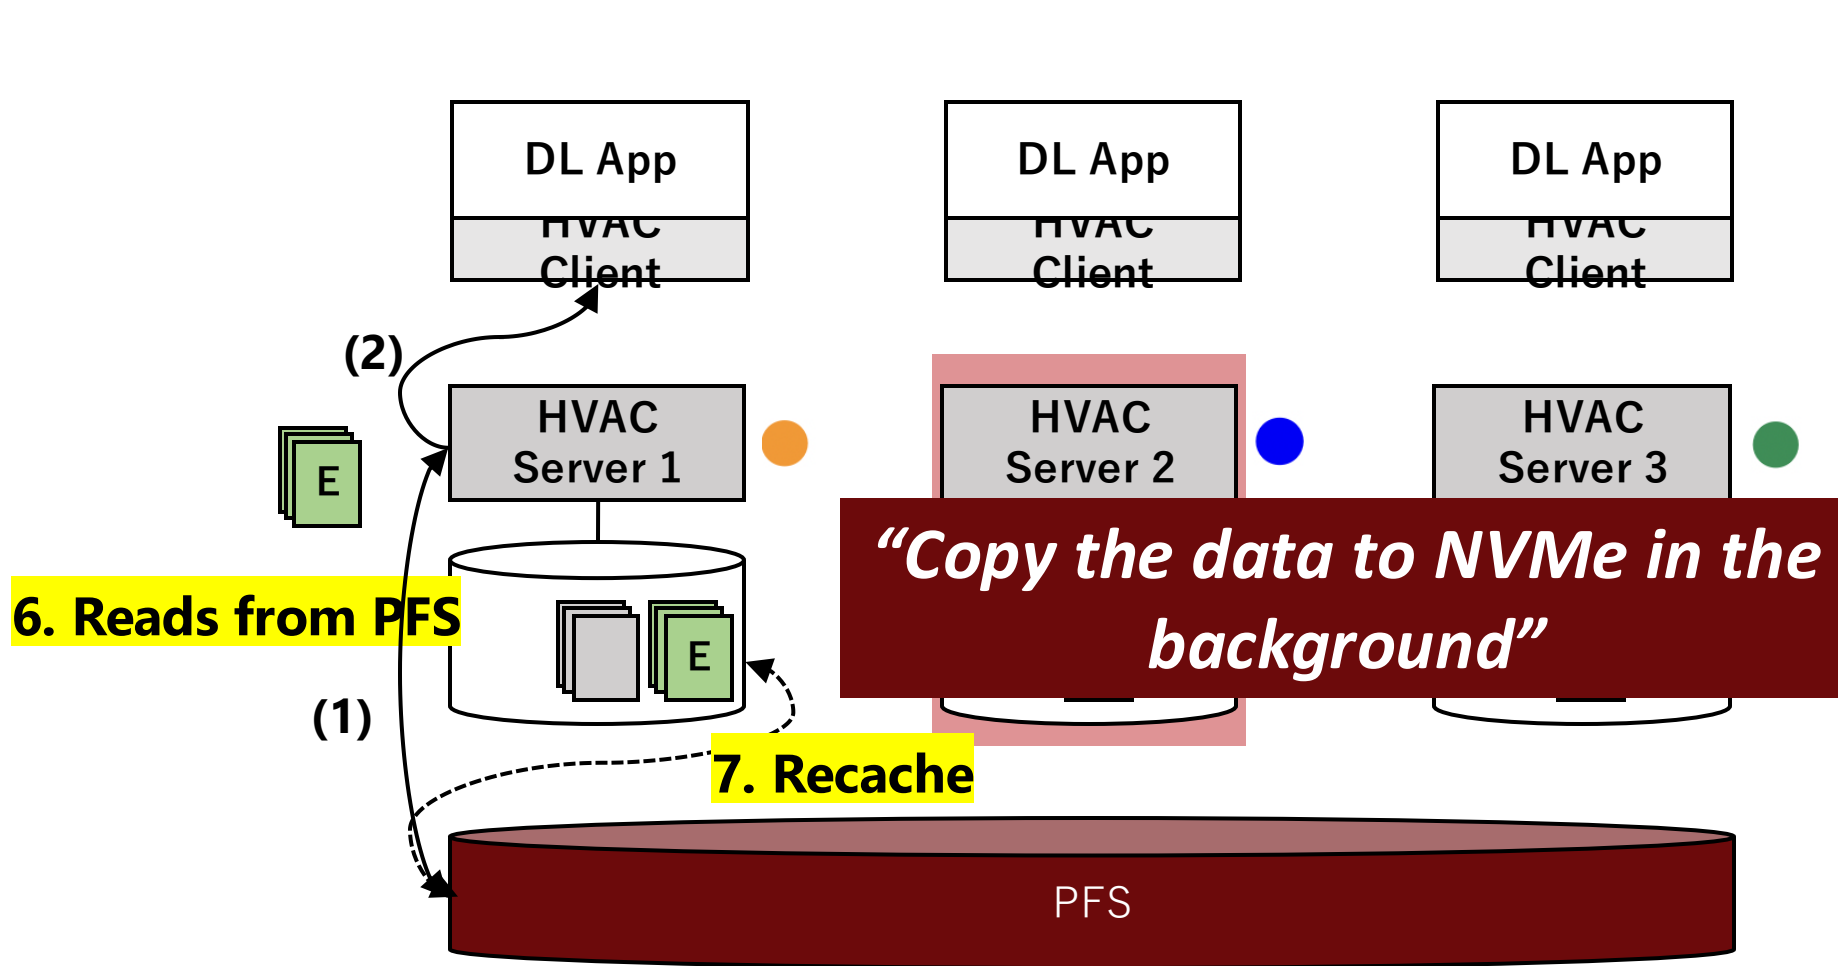 DL App
DL App
DL App
HVAC
Client
HVAC
Client
HVAC
Client
(2)
HVAC
Server 1
HVAC
Server 2
HVAC
Server 3
E
“Copy the data to NVMe in the
background”
6. Reads from PFS
E
(1)
7. Recache
PFS